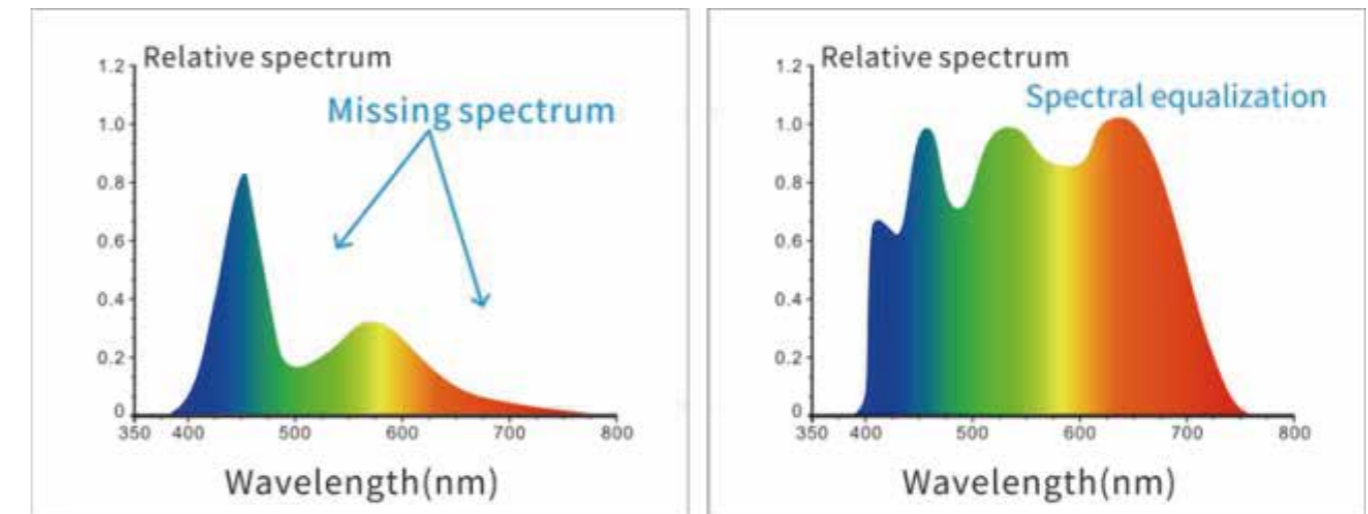 Relative spectrum
Missing spectrum
1.2
1.0
0.8
0.6
0.4
0.2
0
350 400 500 600 700 800
Wavelength(nm)
Relative spectrum
Spectral equalization
1.2
1.0
0.8
0.6
0.4
0.2
0
350 400 500 600 700 800
Wavelength(nm)